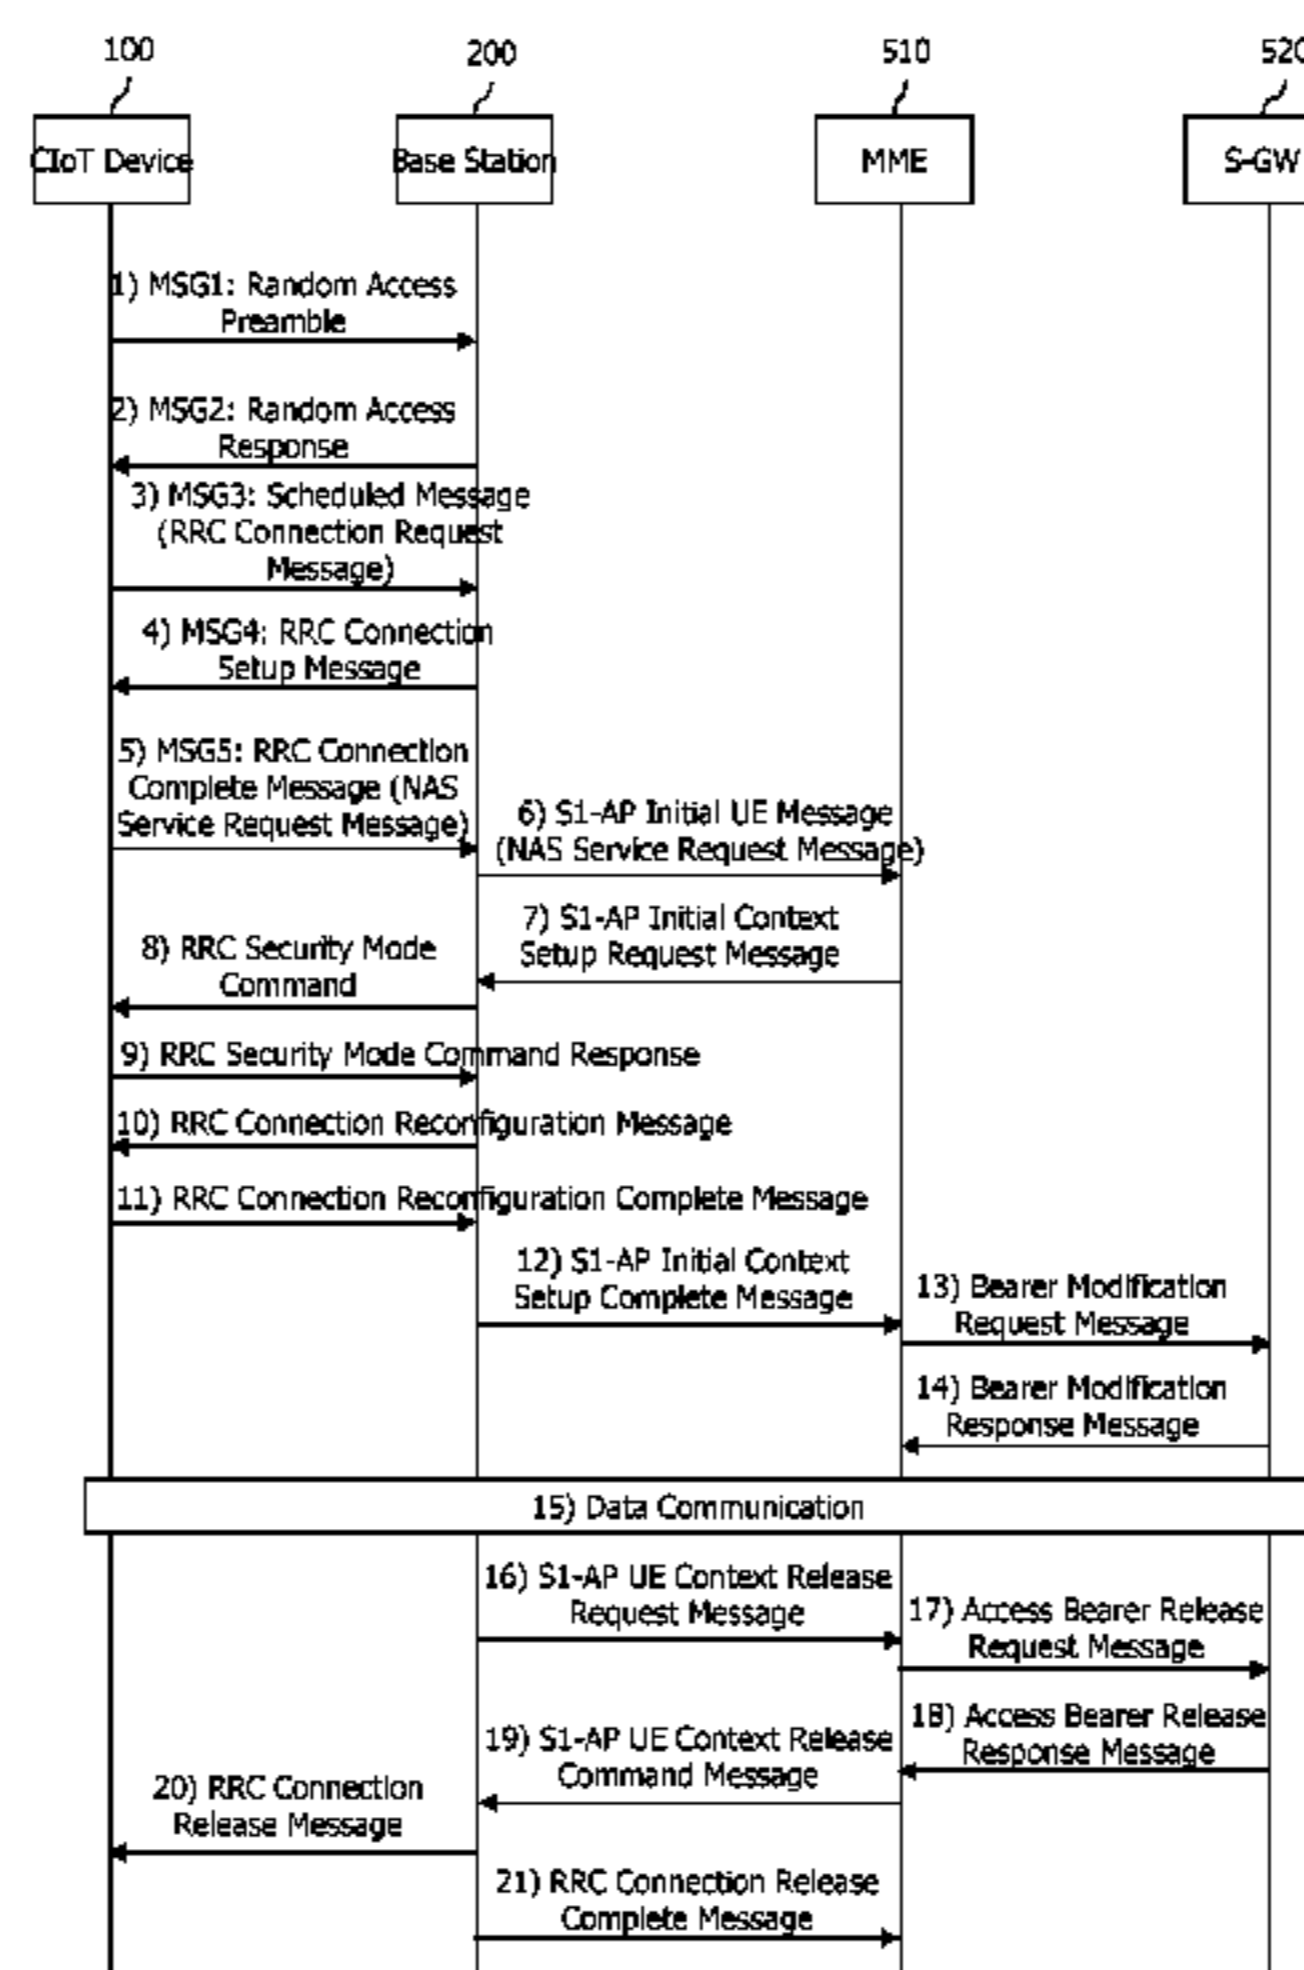 100
200
510
520
CIoT Device
Base Station
MME
S-GW
1) MSG1: Random Access
Preamble
2) MSG2: Random Access
Response
3) MSG3: Scheduled Message
(RRC Connection Request
Message)
4) MSG4: RRC Connection
Setup Message
5) MSG5: RRC Connection
Complete Message (NAS
Service Request Message)
6) S1-AP Initial UE Message
(NAS Service Request Message)
7) S1-AP Initial Context
Setup Request Message
8) RRC Security Mode
Command
9) RRC Security Mode Command Response
10) RRC Connection Reconfiguration Message
11) RRC Connection Reconfiguration Complete Message
12) S1-AP Initial Context
Setup Complete Message
13) Bearer Modification
Request Message
14) Bearer Modification
Response Message
15) Data Communication
16) S1-AP UE Context Release
Request Message
17) Access Bearer Release
Request Message
18) Access Bearer Release
Response Message
19) S1-AP UE Context Release
Command Message
20) RRC Connection
Release Message
21) RRC Connection Release
Complete Message